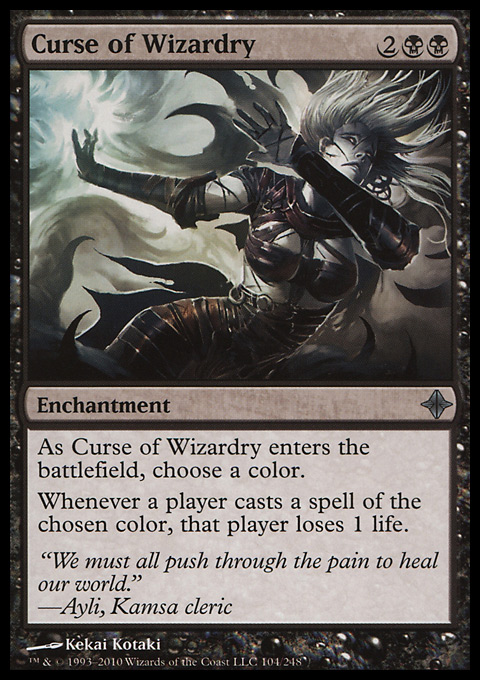 Curse of Wizardry 2
Enchantment
As Curse of Wizardry enters the
battlefield, choose a color.
Whenever a player casts a spell of the
chosen color, that player loses 1 life.
“We must all push through the pain to heal
our world.”
—Ayli, Kamsa cleric
Kekai Kotaki
™ & © 1993–2010 Wizards of the Coast LLC 104/248